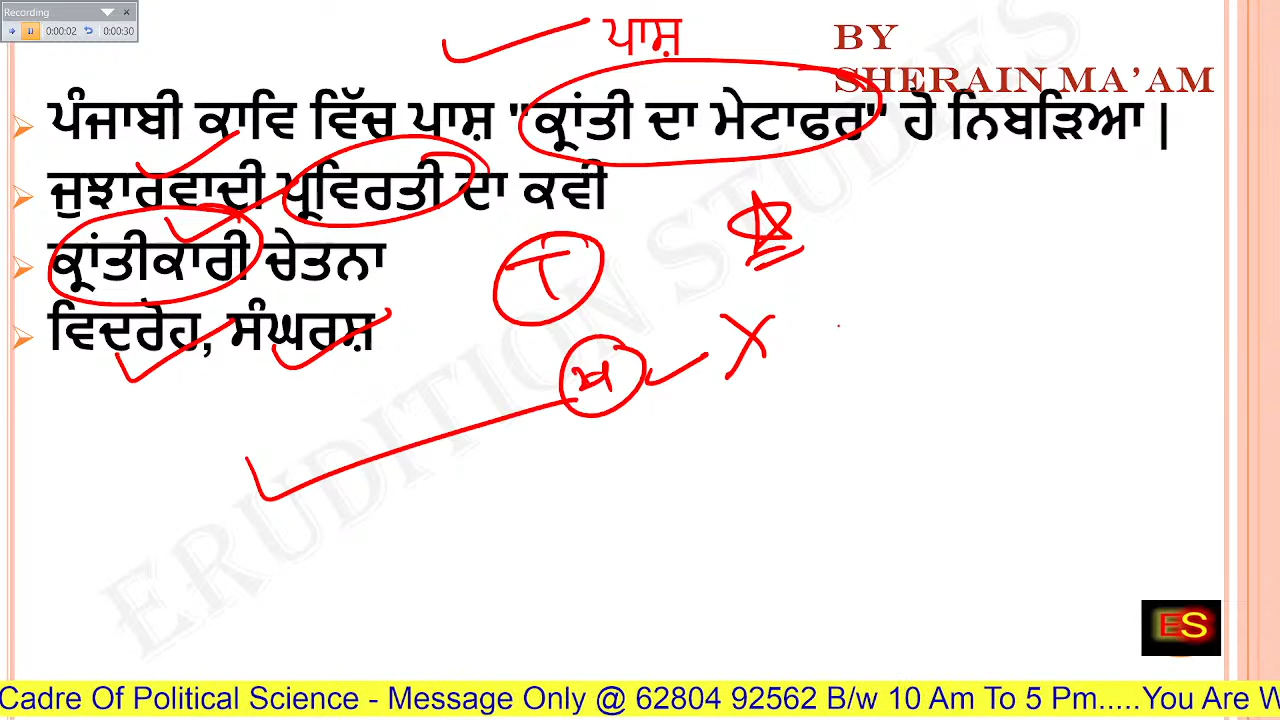 Recording
0:00:02 0:00:30
ਪਾਸ਼
BY
SHERAIN MA'AM
ਪੰਜਾਬੀ ਕਾਵਿ ਵਿੱਚ ਪਾਸ਼ "ਕ੍ਰਾਂਤੀ ਦਾ ਮੇਟਾਫਰ" ਹੋ ਨਿਬੜਿਆ |
ਜੁਝਾਰਵਾਦੀ ਪ੍ਰਵਿਰਤੀ ਦਾ ਕਵੀ
ਕ੍ਰਾਂਤੀਕਾਰੀ ਚੇਤਨਾ
ਵਿਦਰੋਹ, ਸੰਘਰਸ਼
T
ERUDITION STUDIES
ES
Cadre Of Political Science - Message Only @ 62804 92562 B/w 10 Am To 5 Pm.....You Are W